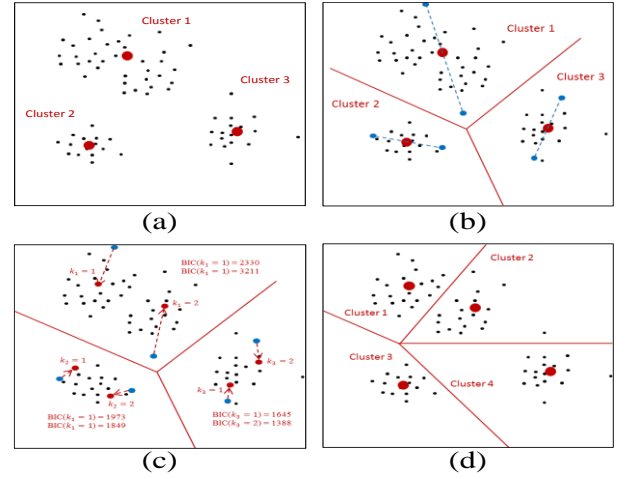 Cluster 1
Cluster 3
Cluster 2
(a)
Cluster 1
Cluster 3
Cluster 2
(b)
k₁ = 1
BIC(k₁ = 1) = 2330
BIC(k₁ = 1) = 3211
k₁ = 2
k₂ = 1
k₂ = 2
BIC(k₁ = 1) = 1973
BIC(k₁ = 1) = 1849
k₃ = 2
k₃ = 1
BIC(k₃ = 1) = 1645
BIC(k₃ = 2) = 1388
(c)
Cluster 2
Cluster 1
Cluster 3
Cluster 4
(d)